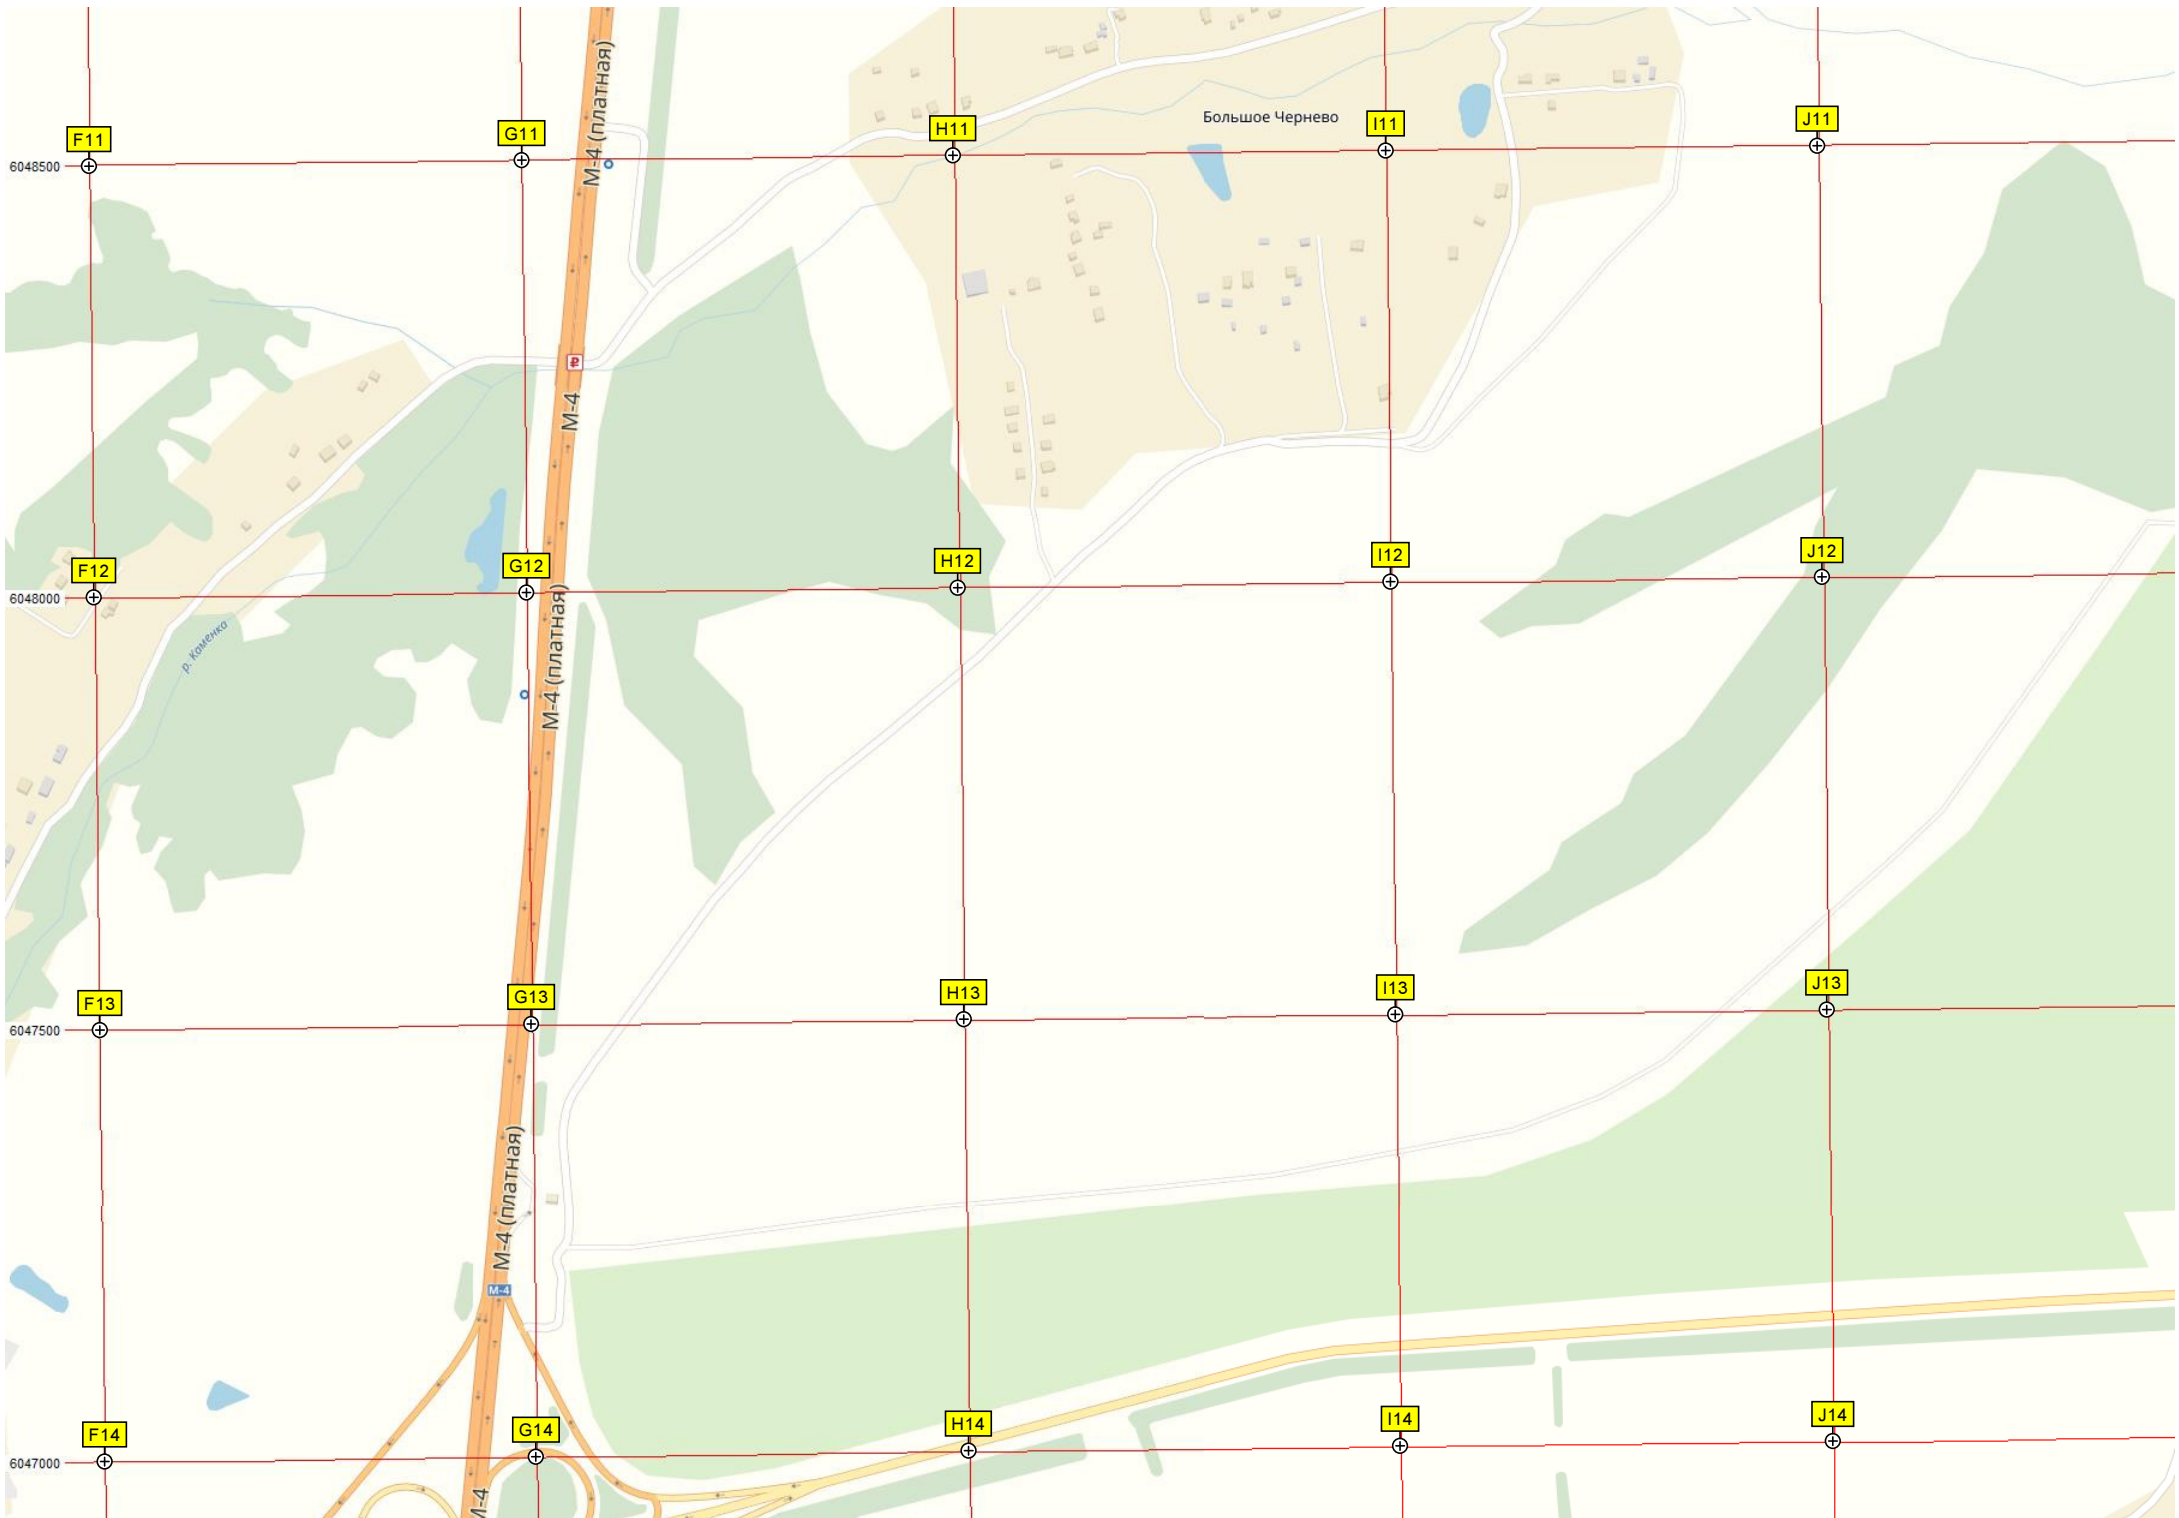 М-4 (платная)
Большое Чернево
F11
G11
H11
I11
J11
6048500
М-4
F12
G12
H12
I12
J12
6048000
р. Каменка
М-4 (платная)
F13
G13
H13
I13
J13
6047500
М-4 (платная)
М-4
F14
G14
H14
I14
J14
6047000
М-4